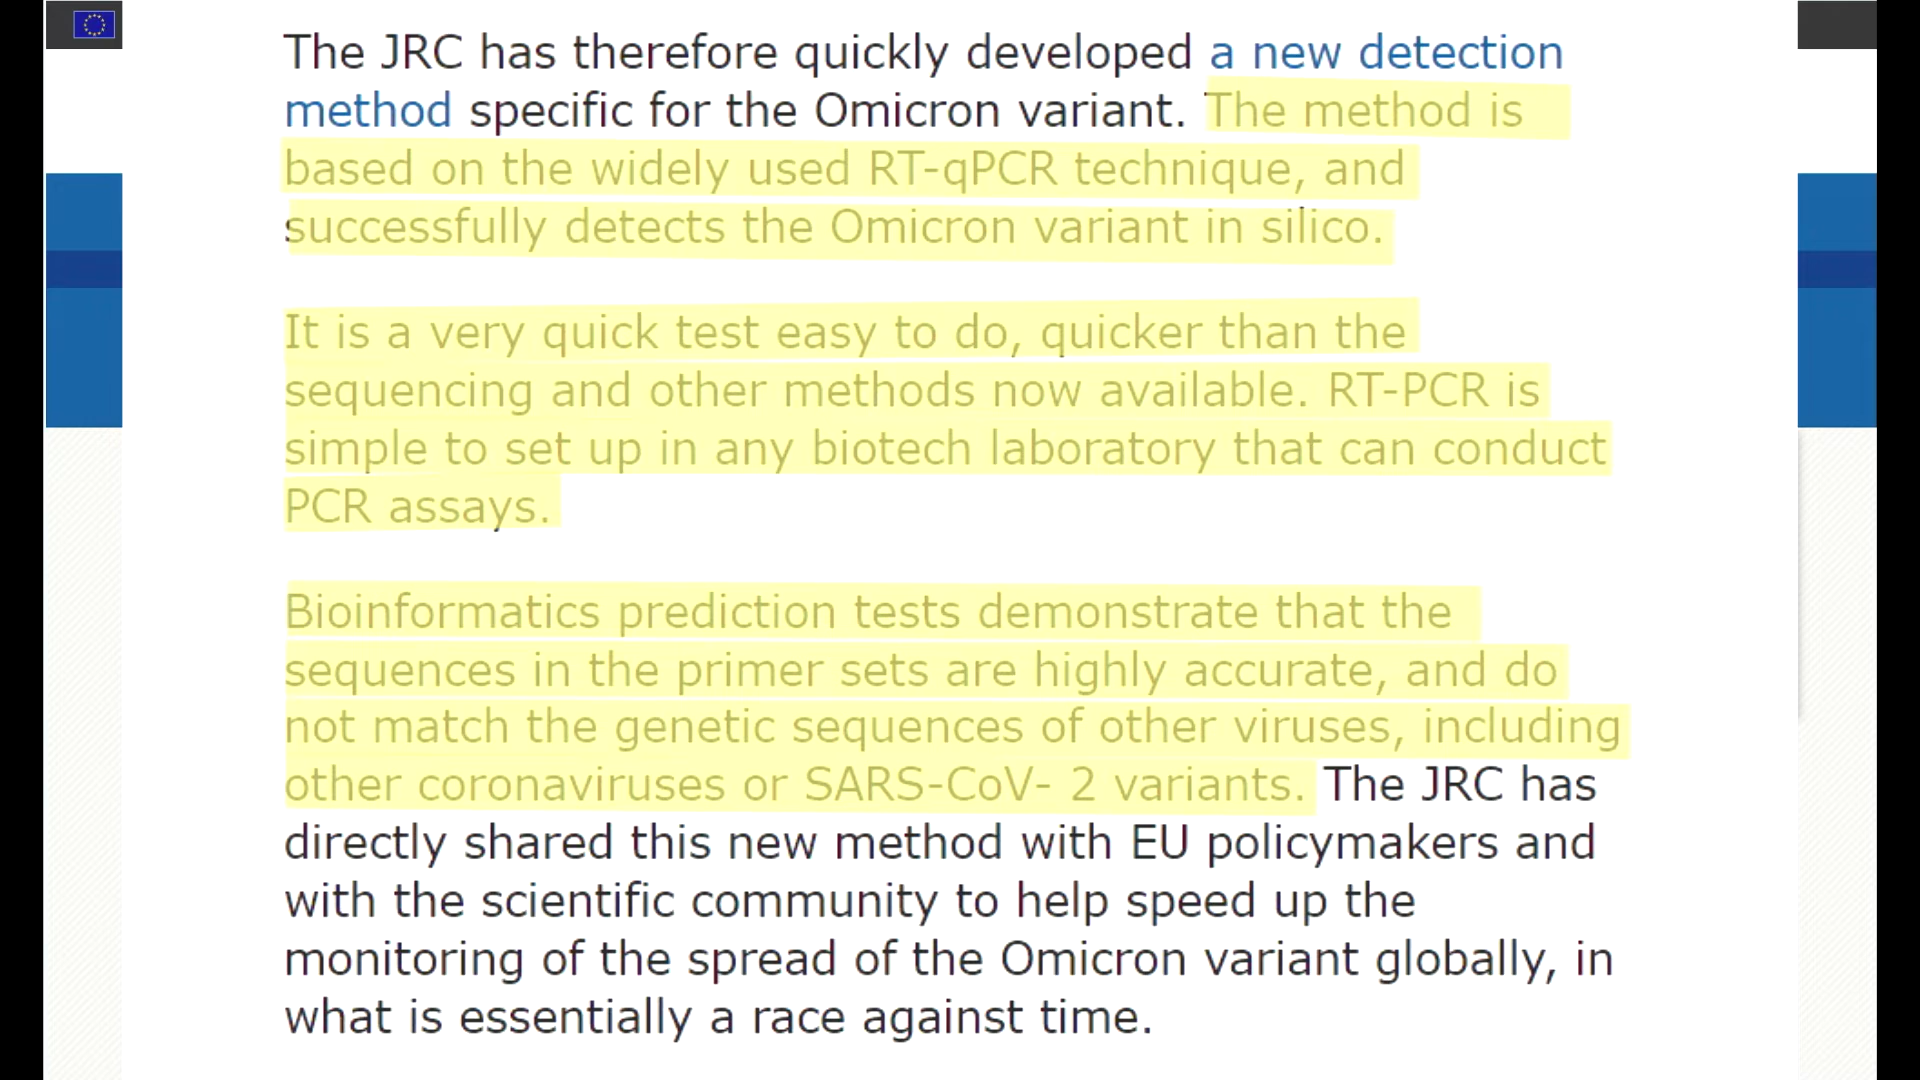 The JRC has therefore quickly developed a new detection
method specific for the Omicron variant. The method is
based on the widely used RT-qPCR technique, and
successfully detects the Omicron variant in silico.
It is a very quick test easy to do, quicker than the
sequencing and other methods now available. RT-PCR is
simple to set up in any biotech laboratory that can conduct
PCR assays.
Bioinformatics prediction tests demonstrate that the
sequences in the primer sets are highly accurate, and do
not match the genetic sequences of other viruses, including
other coronaviruses or SARS-CoV- 2 variants. The JRC has
directly shared this new method with EU policymakers and
with the scientific community to help speed up the
monitoring of the spread of the Omicron variant globally, in
what is essentially a race against time.